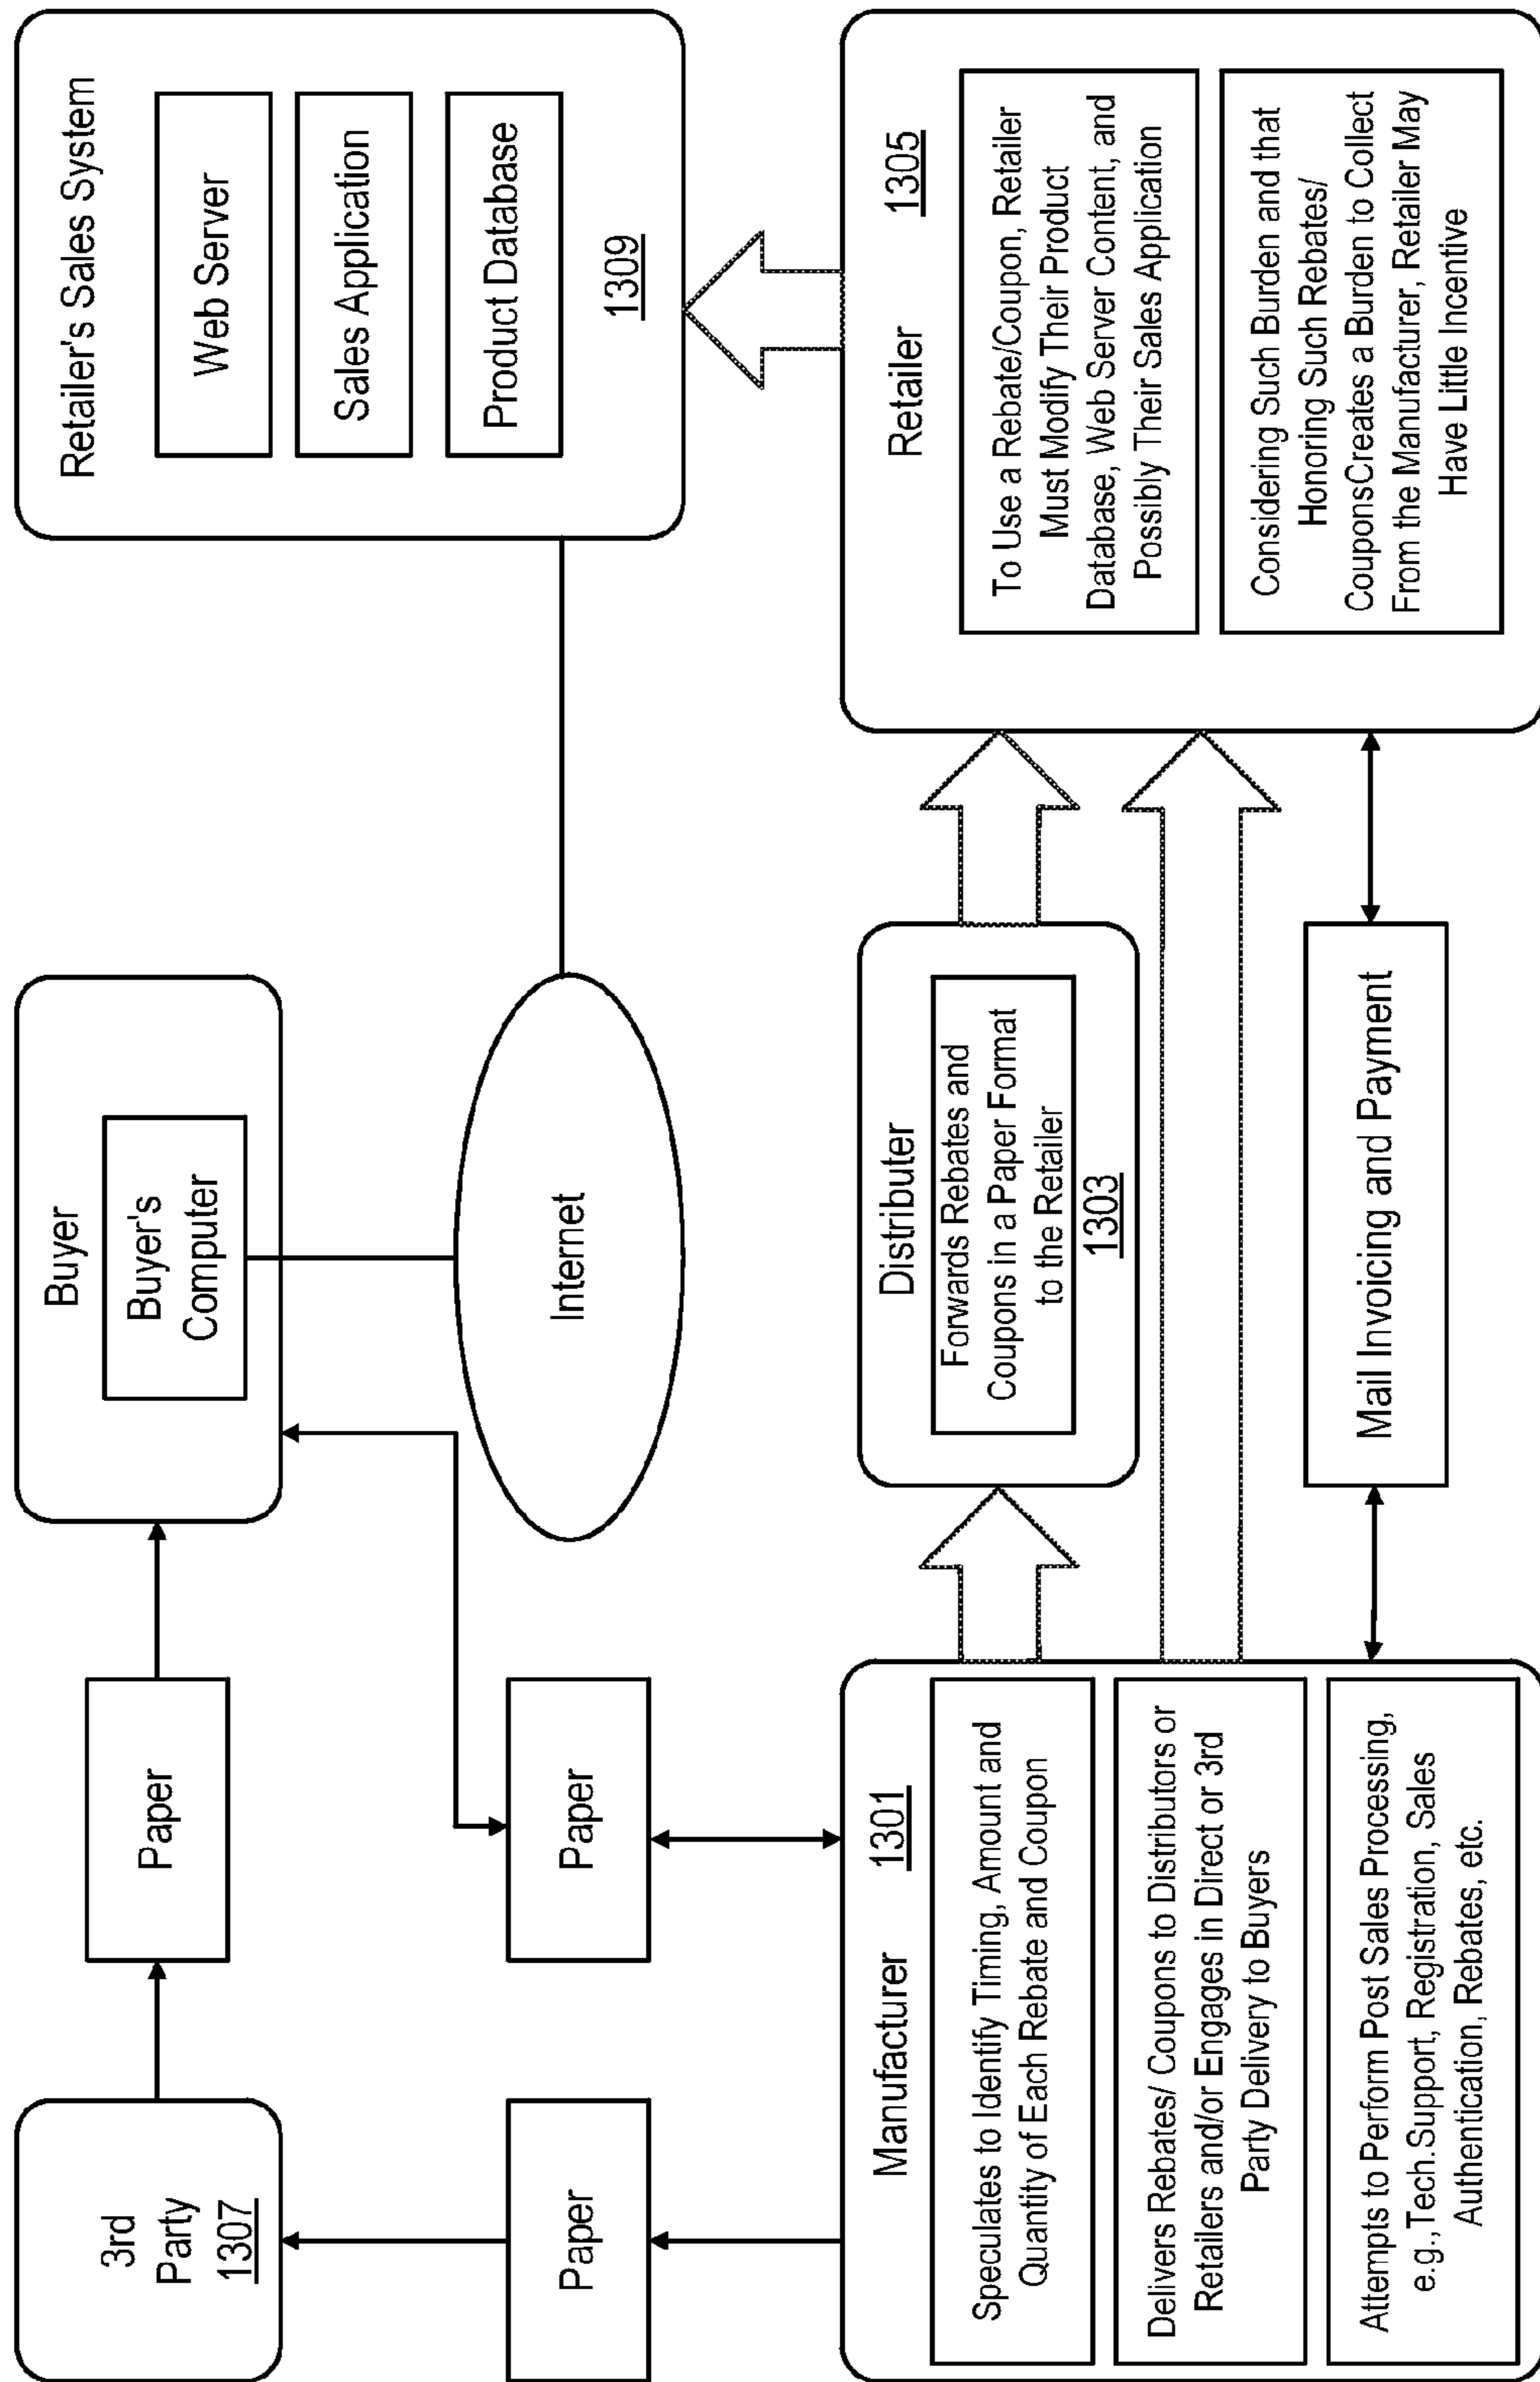 3rd
Party
1307
Paper
Buyer
Buyer's
Computer
Retailer's Sales System
Web Server
Sales Application
Product Database
1309
Paper
Paper
Internet
Manufacturer
1301
Speculates to Identify Timing, Amount and
Quantity of Each Rebate and Coupon
Delivers Rebates/ Coupons to Distributors or
Retailers and/or Engages in Direct or 3rd
Party Delivery to Buyers
Attempts to Perform Post Sales Processing,
e.g.,Tech.Support, Registration, Sales
Authentication, Rebates, etc.
Distributer
Forwards Rebates and
Coupons in a Paper Format
to the Retailer
1303
Mail Invoicing and Payment
Retailer
1305
To Use a Rebate/Coupon, Retailer
Must Modify Their Product
Database, Web Server Content, and
Possibly Their Sales Application
Considering Such Burden and that
Honoring Such Rebates/
CouponsCreates a Burden to Collect
From the Manufacturer, Retailer May
Have Little Incentive